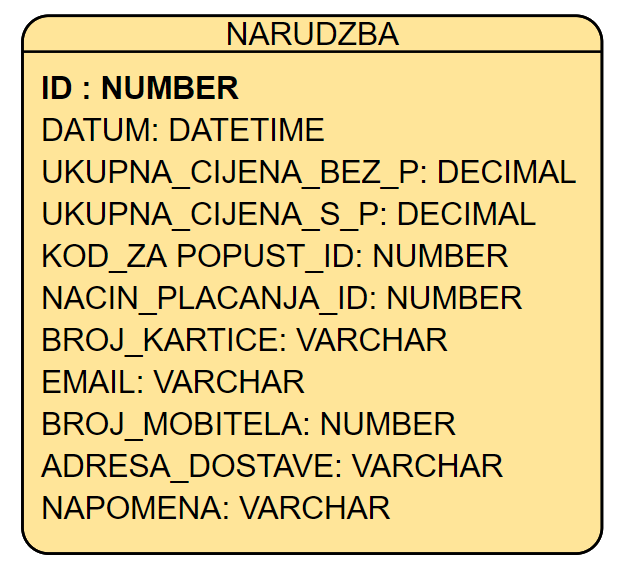 NARUDZBA
ID : NUMBER
DATUM: DATETIME
UKUPNA_CIJENA_BEZ_P: DECIMAL
UKUPNA_CIJENA_S_P: DECIMAL
KOD_ZA POPUST_ID: NUMBER
NACIN_PLACANJA_ID: NUMBER
BROJ_KARTICE: VARCHAR
EMAIL: VARCHAR
BROJ_MOBITELA: NUMBER
ADRESA_DOSTAVE: VARCHAR
NAPOMENA: VARCHAR